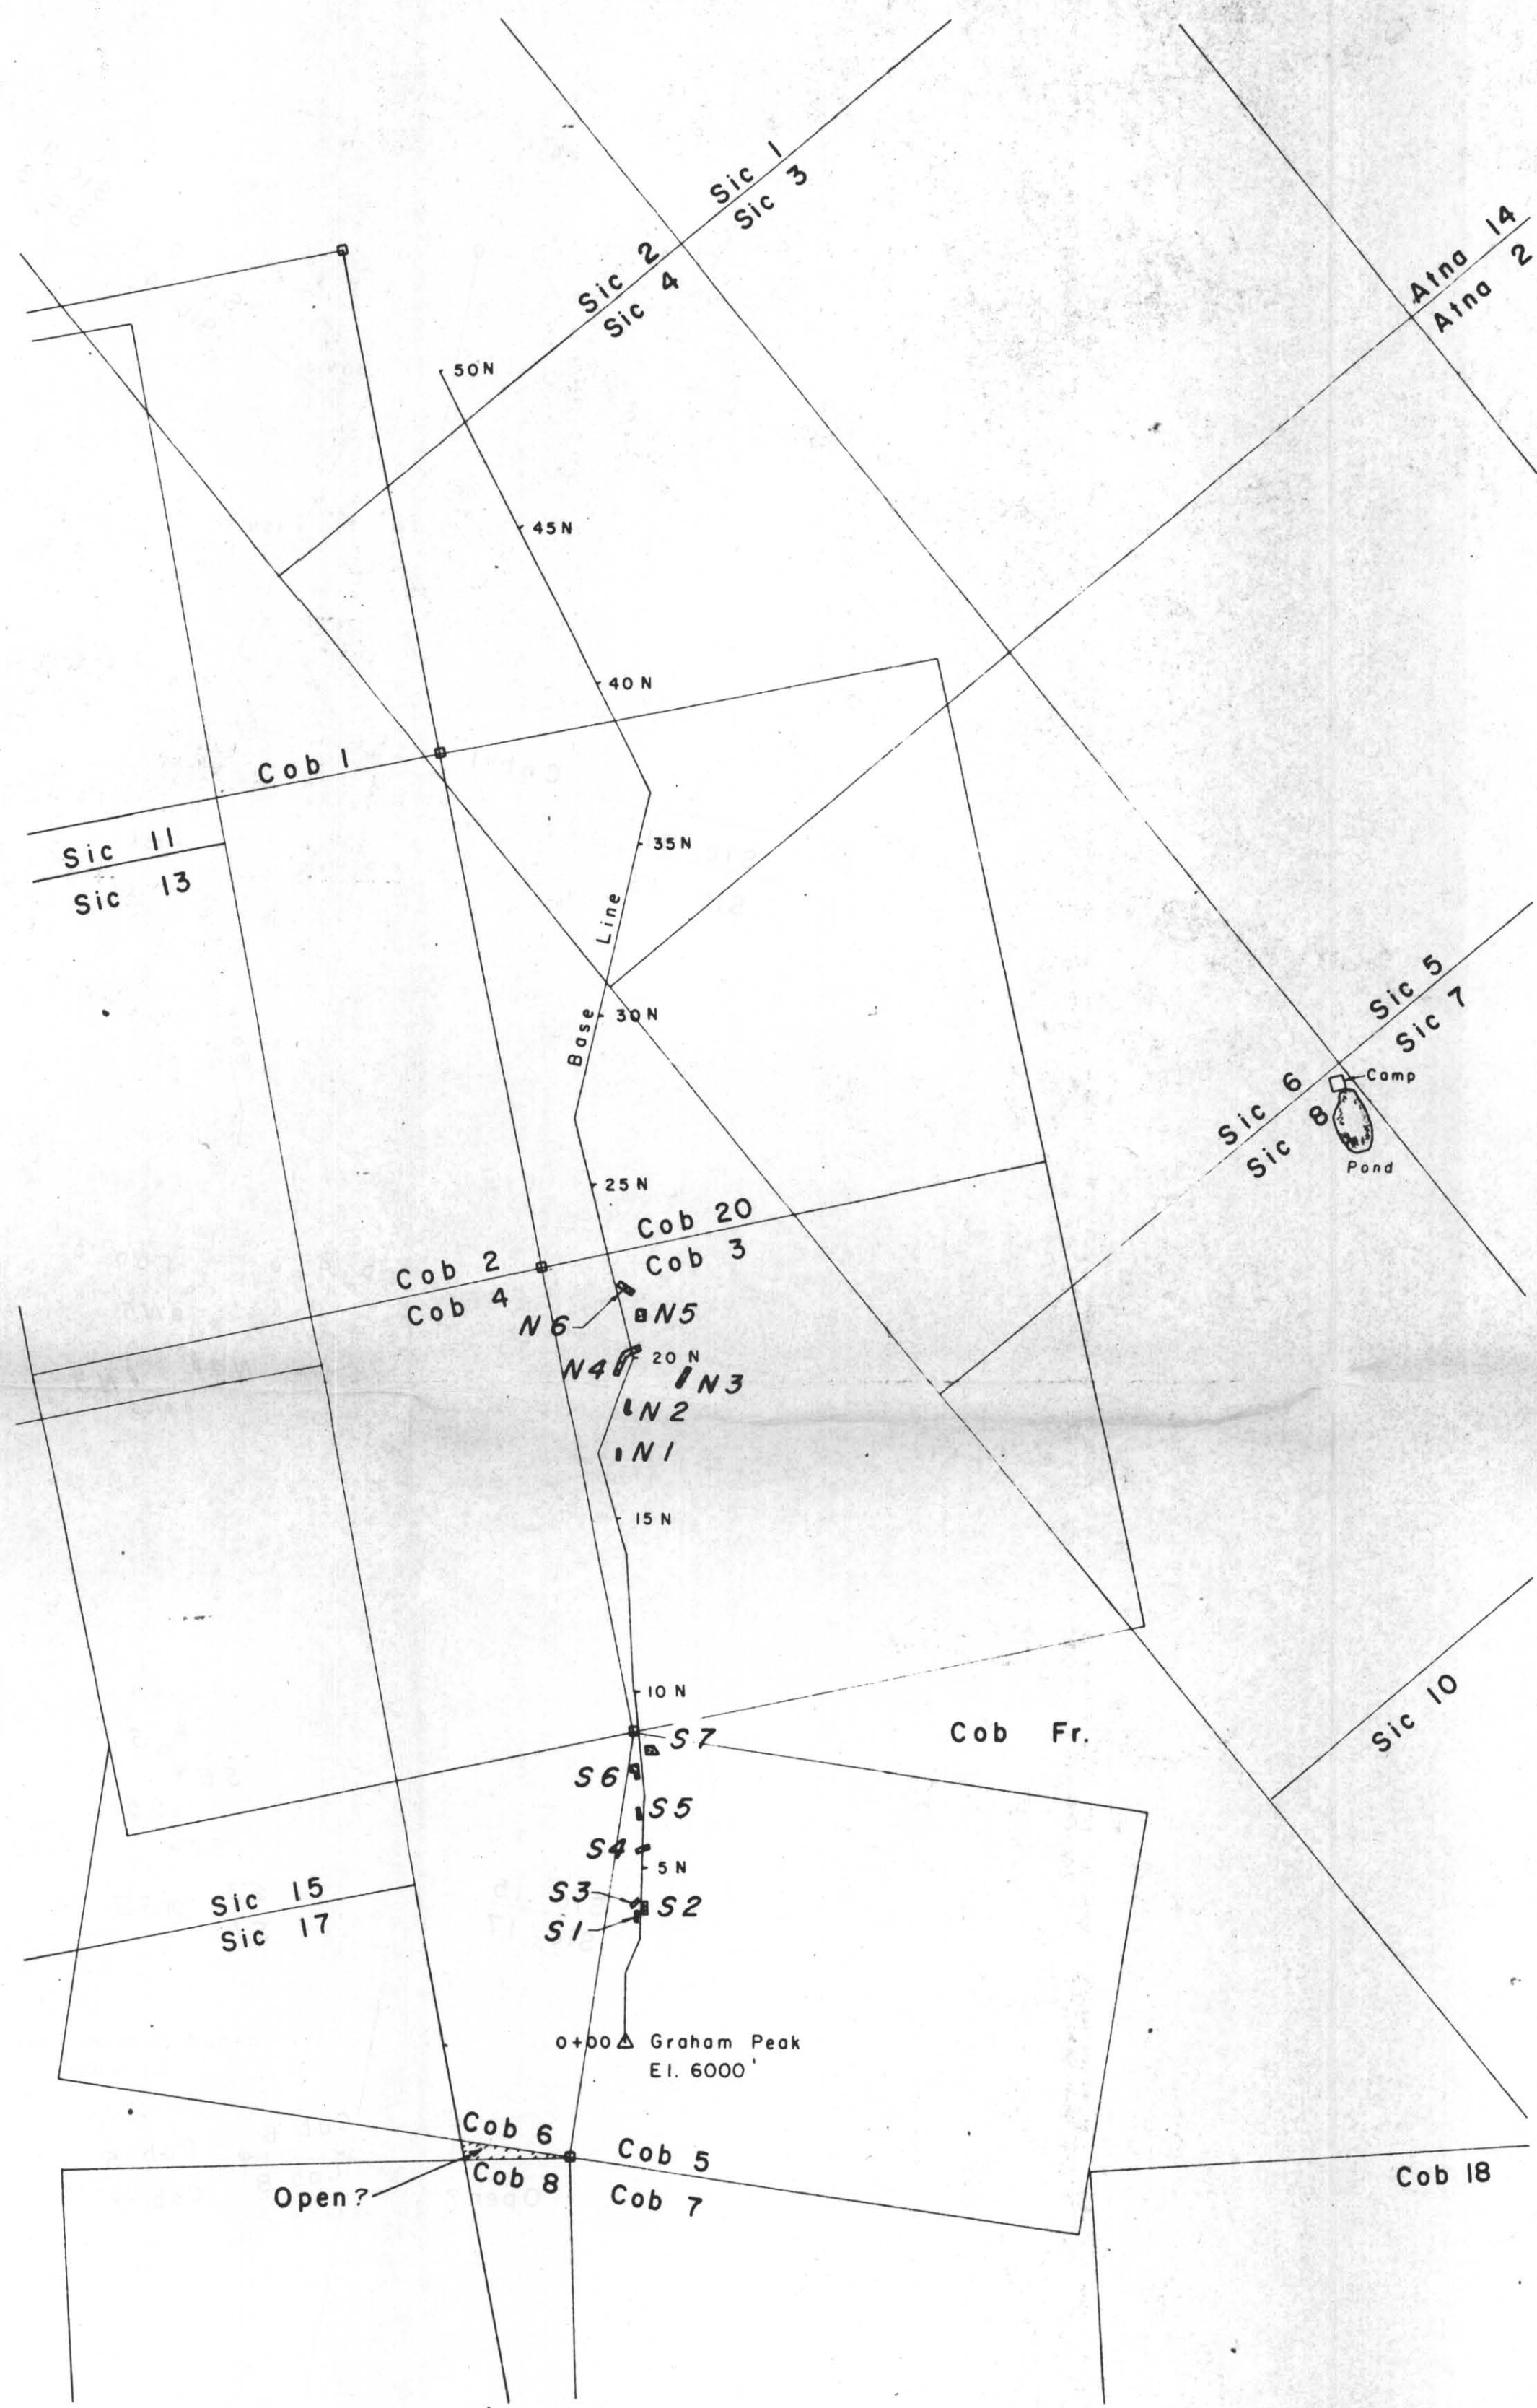 Sic 1
Sic 3
Sic 2
Sic 4
Atna 14
Atna 2
50N
45N
40 N
Cob 1
35N
Sic 11
Sic 13
Base Line
30N
Sic 5
Sic 7
Sic 6
Sic 8
Camp
Pond
25 N
Cob 20
Cob 3
Cob 2
Cob 4
N6
N5
20 N
N4
N3
N2
N1
15 N
10 N
S7
Cob Fr.
Sic 10
S6
S5
S4
5 N
S3
S2
S1
Sic 15
Sic 17
0+00 Graham Peak
El. 6000'
Cob 6
Cob 5
Cob 8
Cob 7
Open?
Cob 18